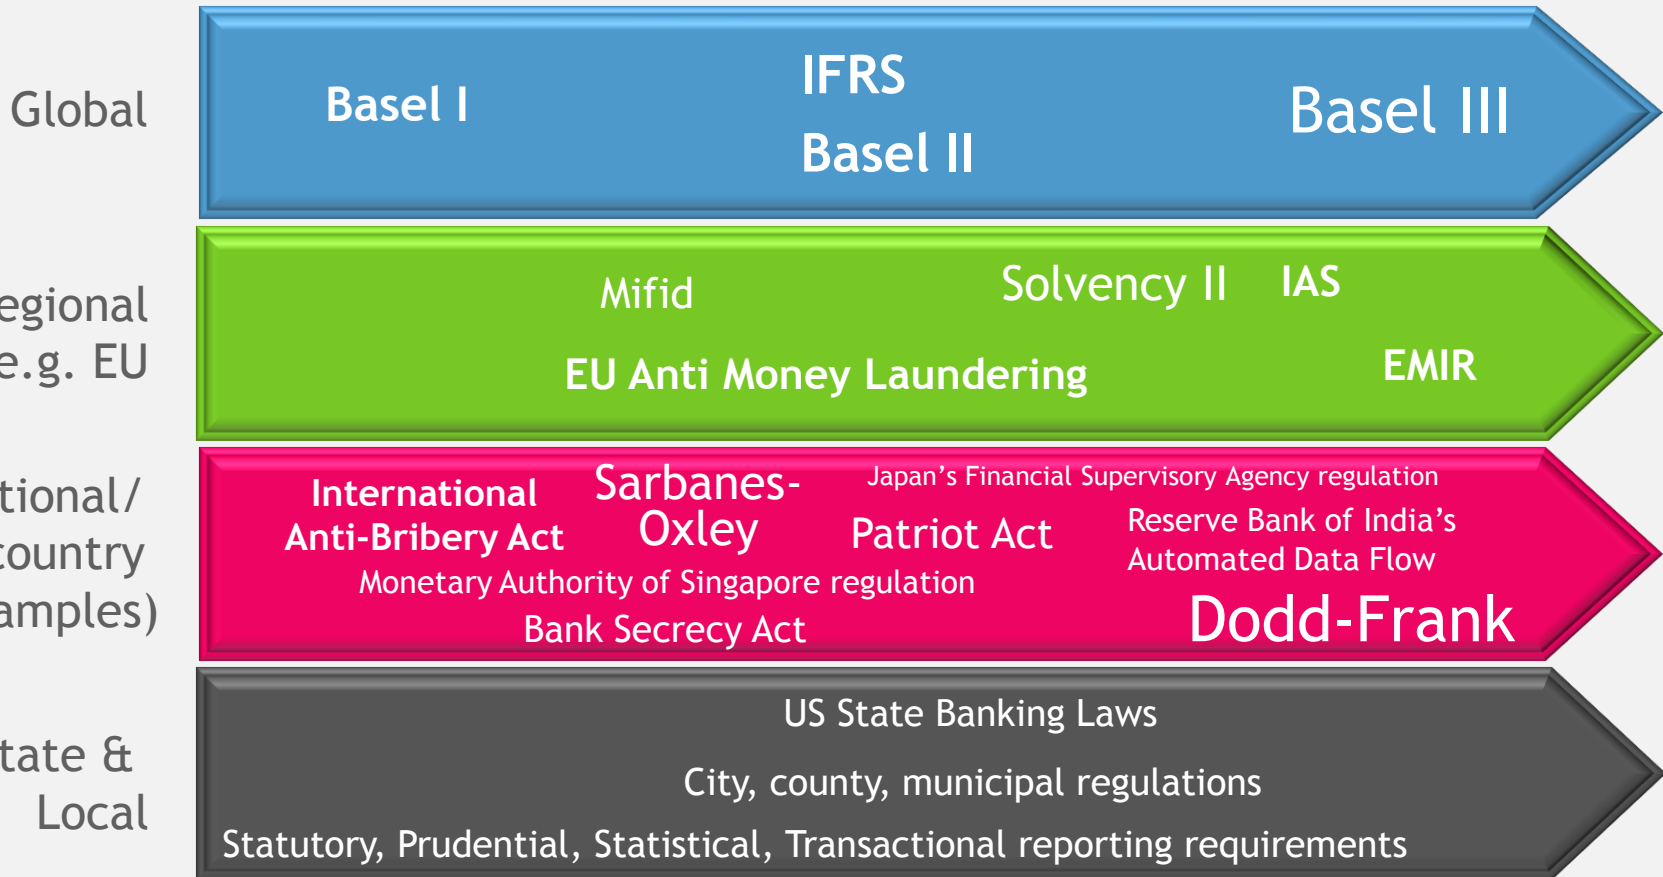 Global
Basel I
IFRS
Basel II
Basel III
egional
e.g. EU
Mifid
Solvency II
IAS
EU Anti Money Laundering
EMIR
tional/
country
amples)
International
Anti-Bribery Act
Sarbanes-
Oxley
Japan's Financial Supervisory Agency regulation
Patriot Act
Reserve Bank of India's
Automated Data Flow
Monetary Authority of Singapore regulation
Bank Secrecy Act
Dodd-Frank
tate &
Local
US State Banking Laws
City, county, municipal regulations
Statutory, Prudential, Statistical, Transactional reporting requirements